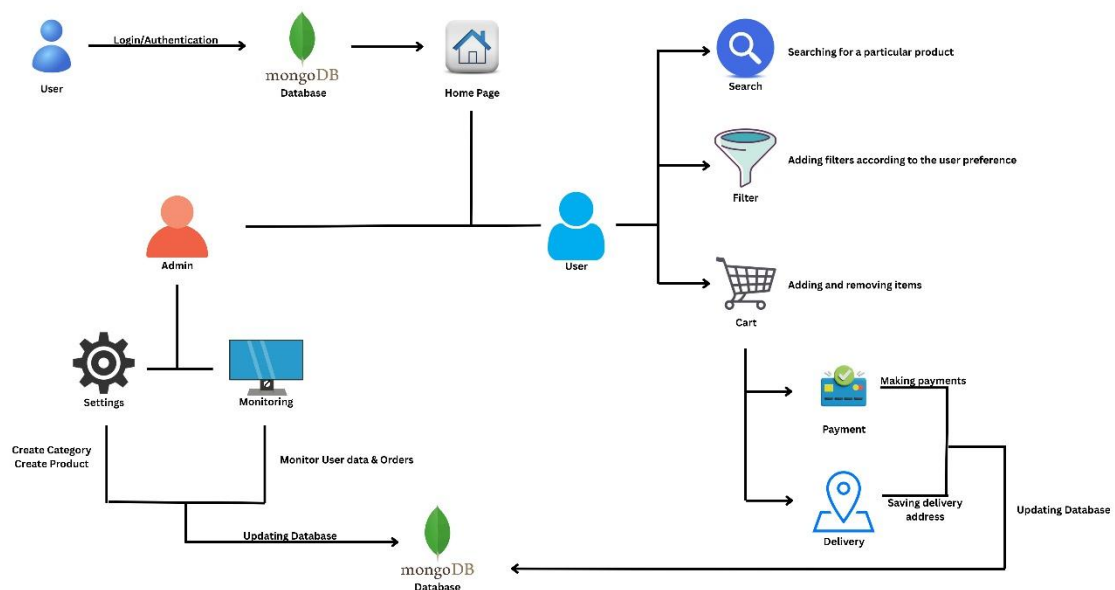 Login/Authentication
User
mongoDB
Database
Home Page
Search
Searching for a particular product
Filter
Adding filters according to the user preference
Admin
User
Cart
Adding and removing items
Settings
Monitoring
Create Category
Create Product
Monitor User data & Orders
Payment
Making payments
Delivery
Saving delivery
address
Updating Database
Updating Database
mongoDB
Database